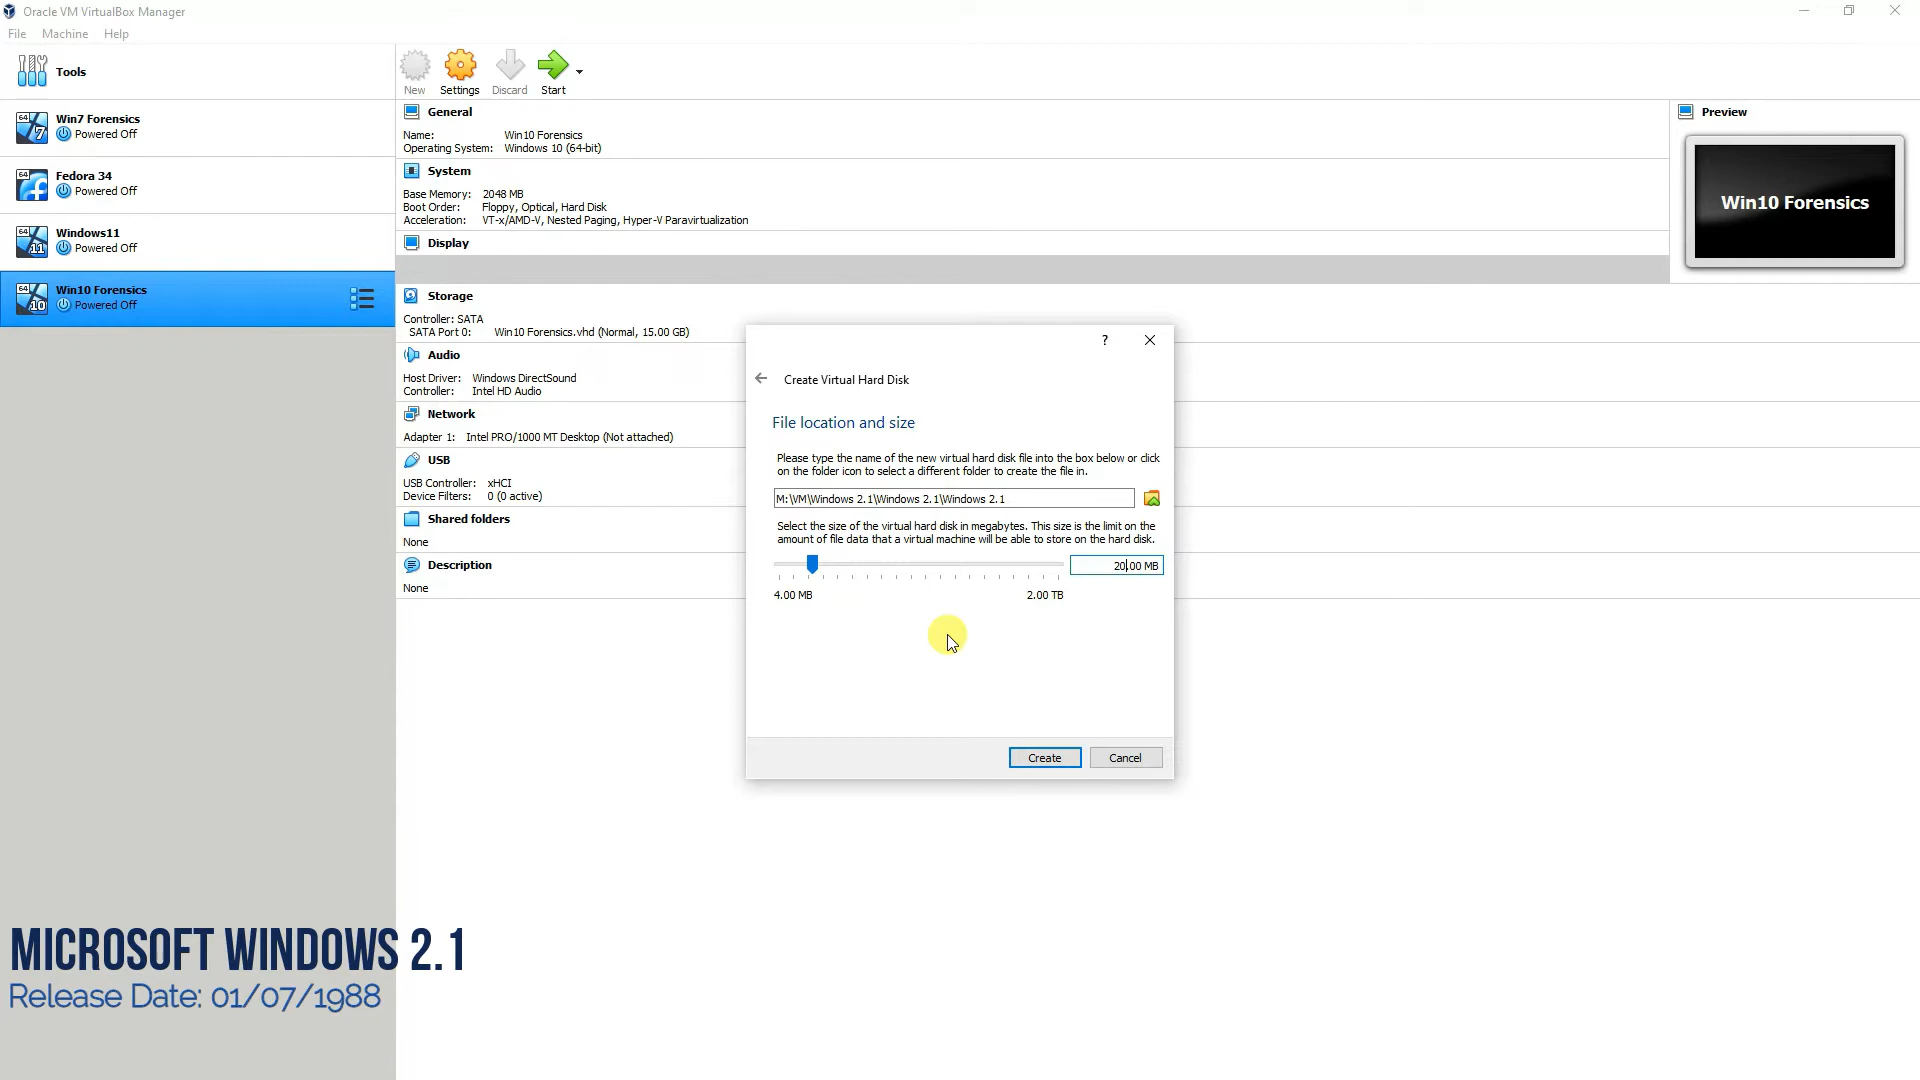 Oracle VM VirtualBox Manager
File Machine Help
Tools
New Settings Discard Start
64 7 Win7 Forensics
Powered Off
64 Fedora 34
Powered Off
64 11 Windows11
Powered Off
64 10 Win10 Forensics
Powered Off
General
Name: Win10 Forensics
Operating System: Windows 10 (64-bit)
System
Base Memory: 2048 MB
Boot Order: Floppy, Optical, Hard Disk
Acceleration: VT-x/AMD-V, Nested Paging, Hyper-V Paravirtualization
Display
Storage
Controller: SATA
SATA Port 0: Win10 Forensics.vhd (Normal, 15.00 GB)
Audio
Host Driver: Windows DirectSound
Controller: Intel HD Audio
Network
Adapter 1: Intel PRO/1000 MT Desktop (Not attached)
USB
USB Controller: xHCI
Device Filters: 0 (0 active)
Shared folders
None
Description
None
Preview
Win10 Forensics
?
Create Virtual Hard Disk
File location and size
Please type the name of the new virtual hard disk file into the box below or click
on the folder icon to select a different folder to create the file in.
M:\VM\Windows 2.1\Windows 2.1\Windows 2.1
Select the size of the virtual hard disk in megabytes. This size is the limit on the
amount of file data that a virtual machine will be able to store on the hard disk.
20.00 MB
4.00 MB 2.00 TB
Create Cancel
MICROSOFT WINDOWS 2.1
Release Date: 01/07/1988